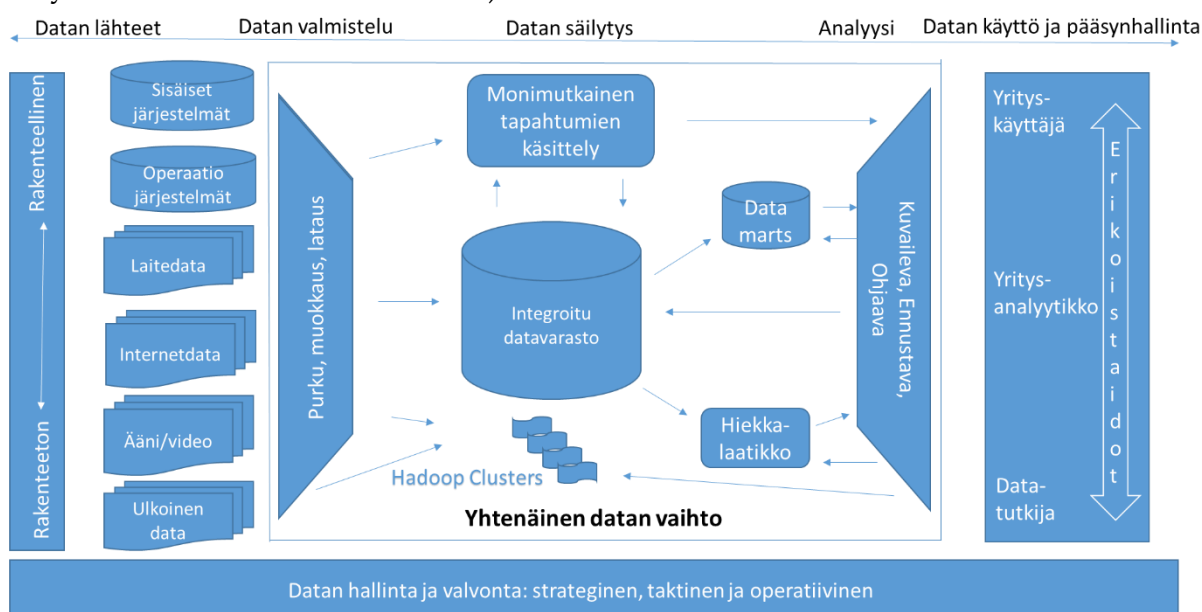 Datan lähteet
Datan valmistelu
Datan säilytys
Analyysi
Datan käyttö ja pääsynhallinta
Rakenteellinen
Rakenteeton
Sisäiset
järjestelmät
Operaatio
järjestelmät
Laitedata
Internetdata
Ääni/video
Ulkoinen
data
Purku, muokkaus, lataus
Monimutkainen
tapahtumien
käsittely
Integroitu
datavarasto
Hadoop Clusters
Data
marts
Hiekka-
laatikko
Yhtenäinen datan vaihto
Kuvaileva, Ennustava,
Ohjaava
Yritys-
käyttäjä
Yritys-
analyytikko
Data-
tutkija
Erikoistaidot
Datan hallinta ja valvonta: strateginen, taktinen ja operatiivinen